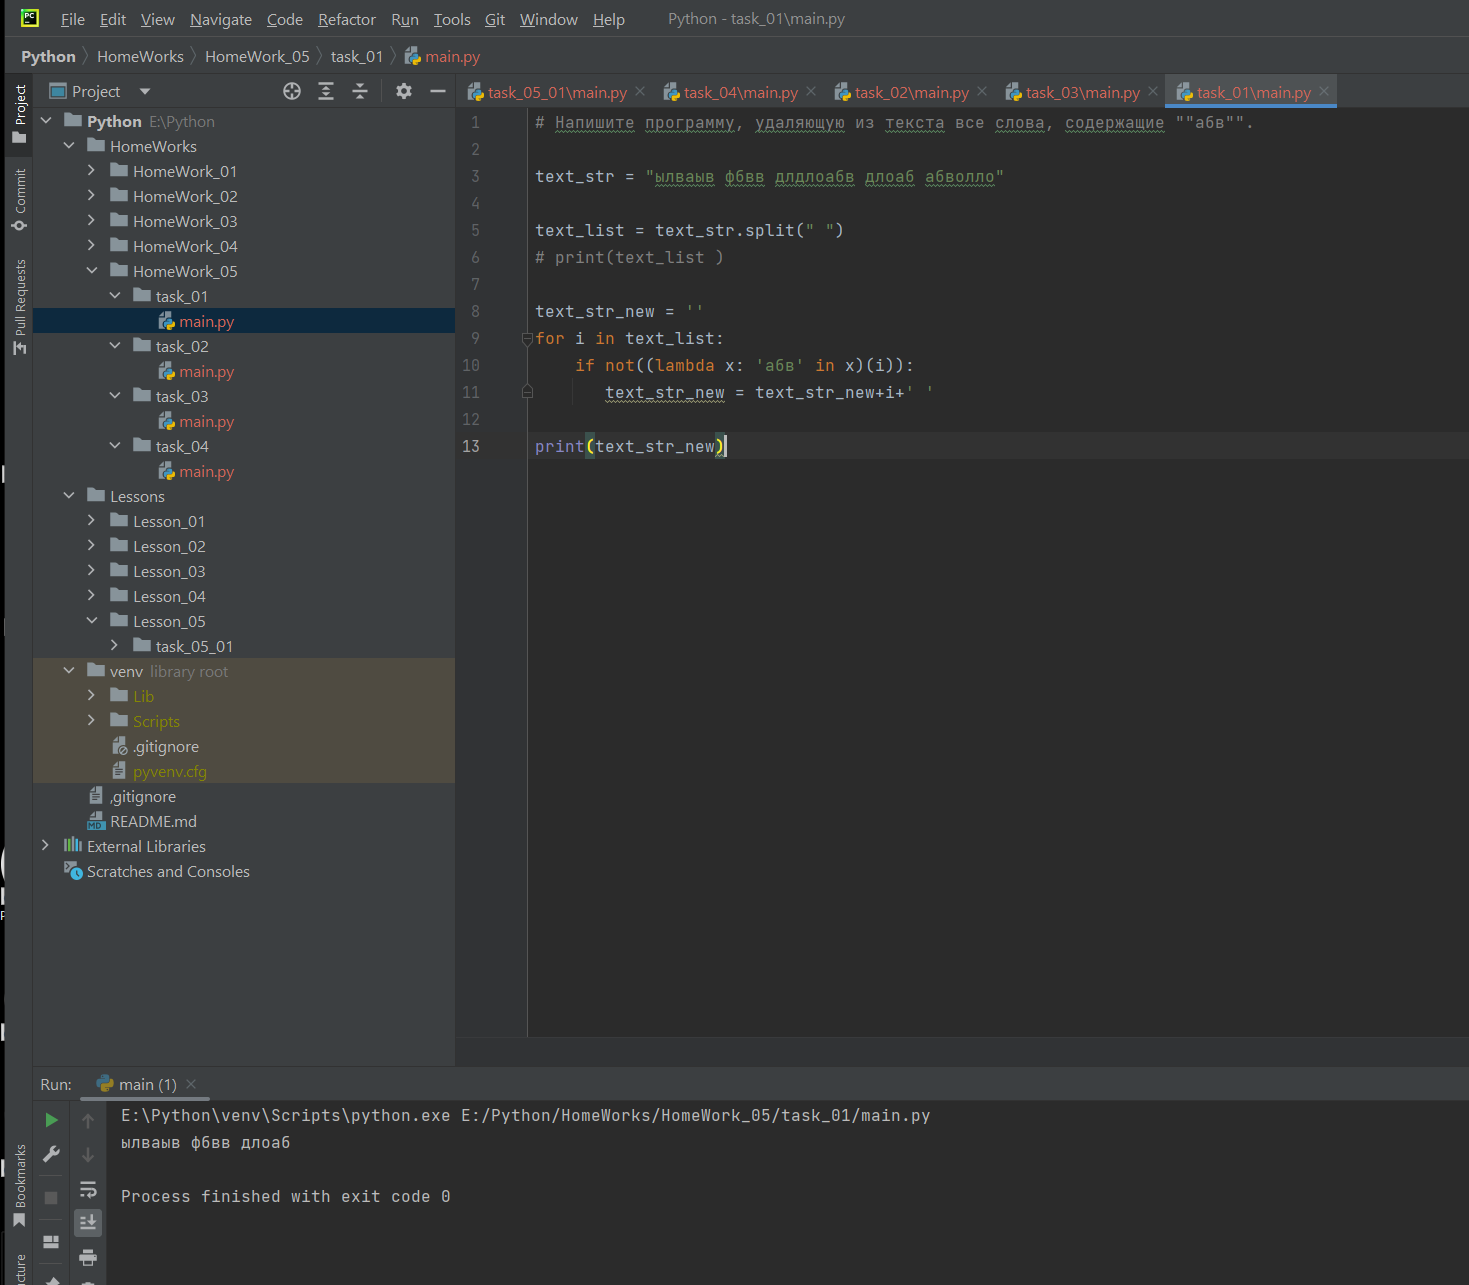 PC File Edit View Navigate Code Refactor Run Tools Git Window Help Python - task_01\main.py
Python HomeWorks HomeWork_05 task_01 main.py
Project
Commit
Pull Requests
Bookmarks
Project
Python E:\Python
HomeWorks
HomeWork_01
HomeWork_02
HomeWork_03
HomeWork_04
HomeWork_05
task_01
main.py
task_02
main.py
task_03
main.py
task_04
main.py
Lessons
Lesson_01
Lesson_02
Lesson_03
Lesson_04
Lesson_05
task_05_01
venv library root
Lib
Scripts
.gitignore
pyvenv.cfg
,gitignore
MD README.md
External Libraries
Scratches and Consoles
task_05_01\main.py task_04\main.py task_02\main.py task_03\main.py task_01\main.py
1 # Напишите программу, удаляющую из текста все слова, содержащие ""абв"".
2
3 text_str = "ылваыв фбвв длдлоабв длоаб абволло"
4
5 text_list = text_str.split(" ")
6 # print(text_list )
7
8 text_str_new = ''
9 for i in text_list:
10 if not((lambda x: 'абв' in x)(i)):
11 text_str_new = text_str_new+i+' '
12
13 print(text_str_new)
Run: main (1)
E:\Python\venv\Scripts\python.exe E:/Python/HomeWorks/HomeWork_05/task_01/main.py
ылваыв фбвв длоаб
Process finished with exit code 0